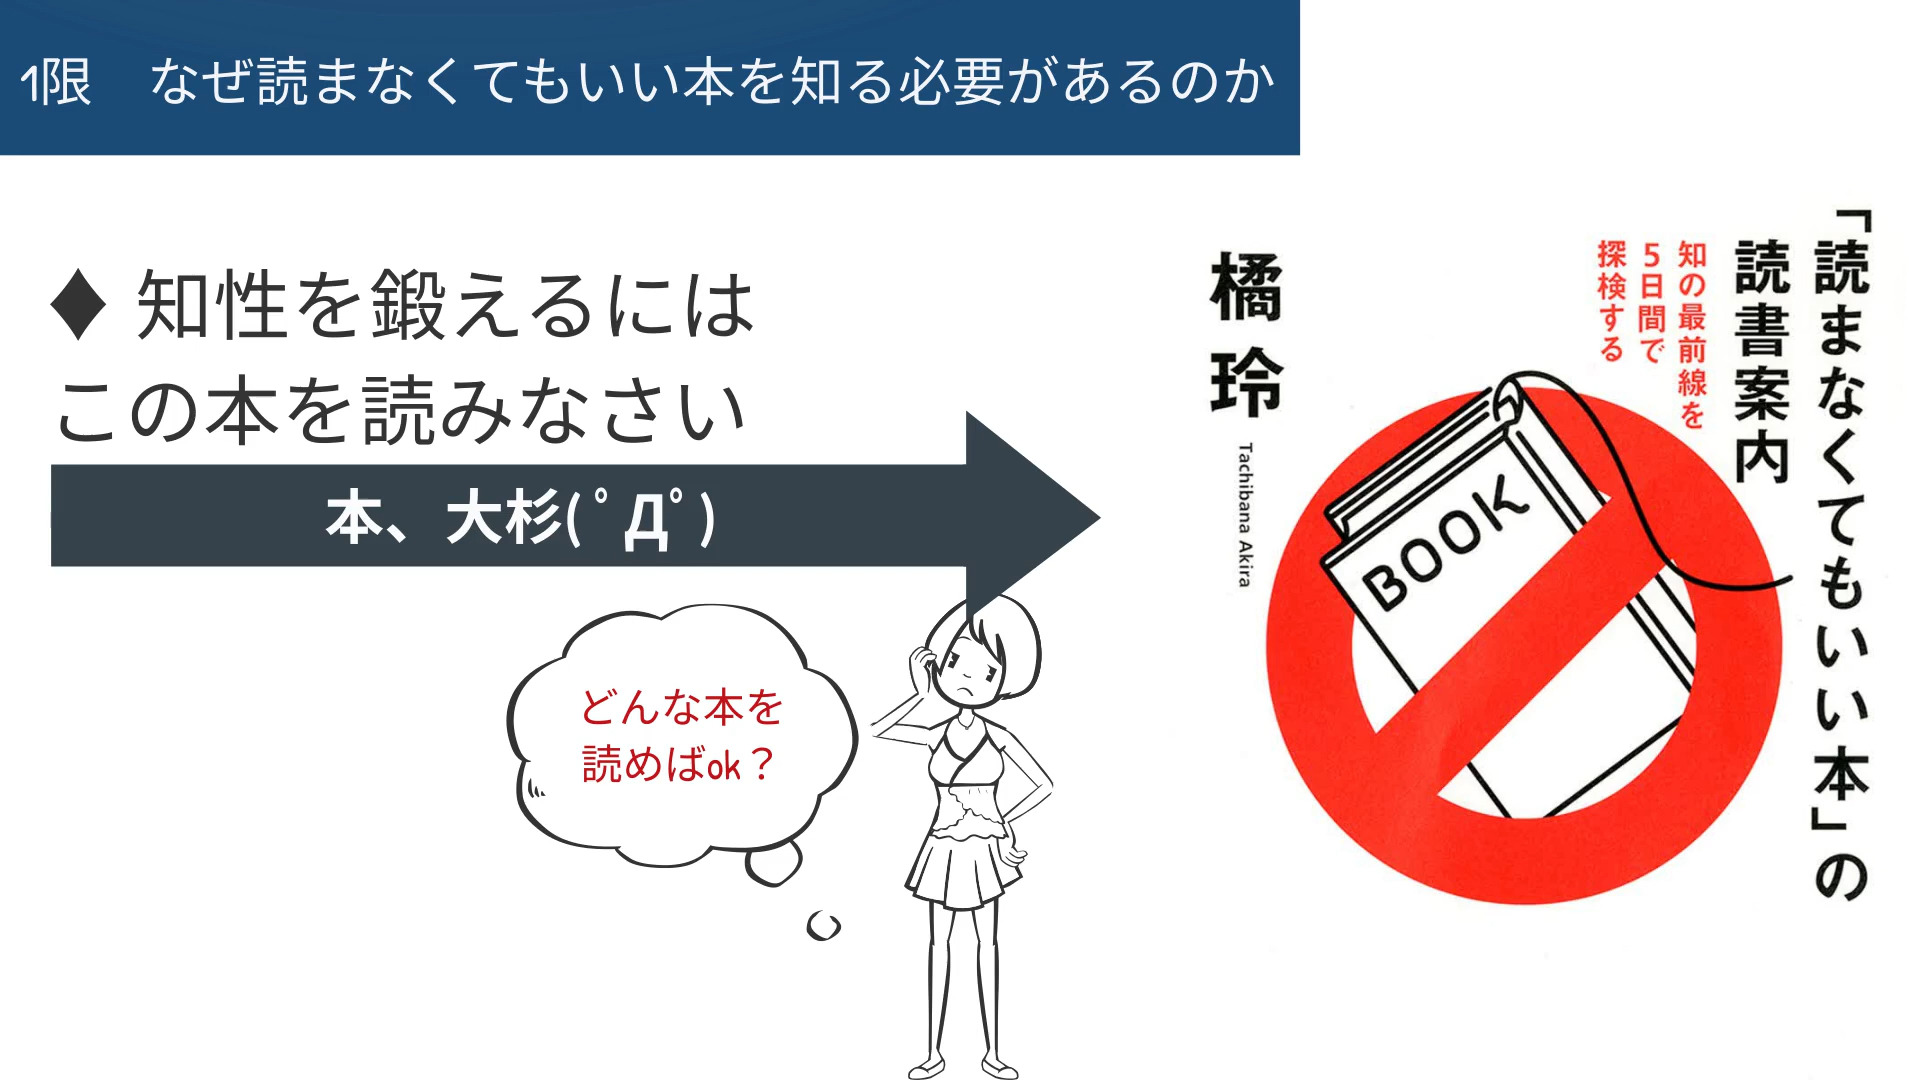 1限　なぜ読まなくてもいい本を知る必要があるのか
♦ 知性を鍛えるには
この本を読みなさい
本、大杉(ﾟДﾟ)
どんな本を
読めばok？
「読まなくてもいい本」の
読書案内
知の最前線を
5日間で
探検する
橘 玲
Tachibana Akira
BOOK